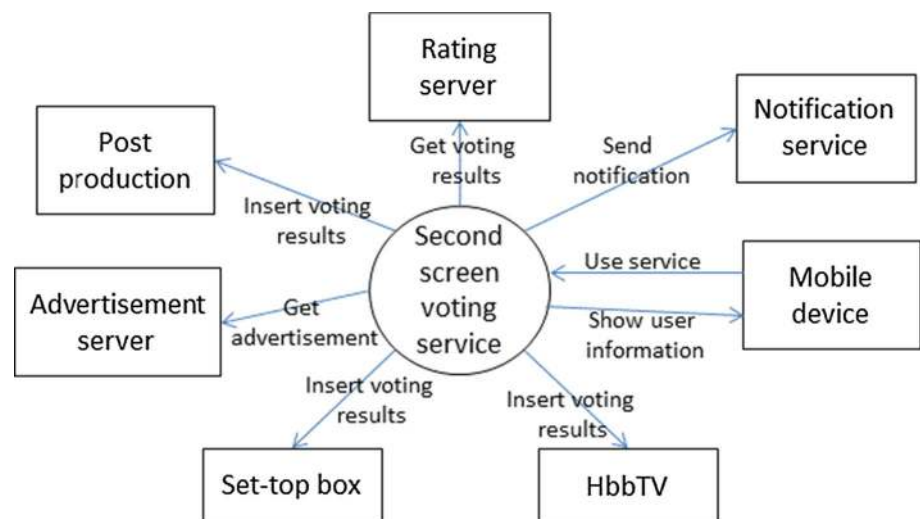 Rating
server
Notification
service
Post
production
Get voting
results
Send
notification
Insert voting
results
Second
screen
voting
service
Use service
Mobile
device
Show user
information
Advertisement
server
Get
advertisement
Insert voting
results
Insert voting
results
Set-top box
HbbTV